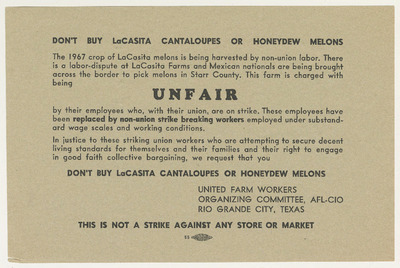 DON'T BUY LaCASITA CANTALOUPES OR HONEYDEW MELONS
The 1967 crop of LaCasita melons is being harvested by non-union labor. There
is a labor-dispute at LaCasita Farms and Mexican nationals are being brought
across the border to pick melons in Starr County. This farm is charged with
being
UNFAIR
by their employees who, with their union, are on strike. These employees have
been replaced by non-union strike breaking workers employed under substand-
ard wage scales and working conditions.
In justice to these striking union workers who are attempting to secure decent
living standards for themselves and their families and their right to engage
in good faith collective bargaining, we request that you
DON'T BUY LaCASITA CANTALOUPES OR HONEYDEW MELONS
UNITED FARM WORKERS
ORGANIZING COMMITTEE, AFL-CIO
RIO GRANDE CITY, TEXAS
THIS IS NOT A STRIKE AGAINST ANY STORE OR MARKET